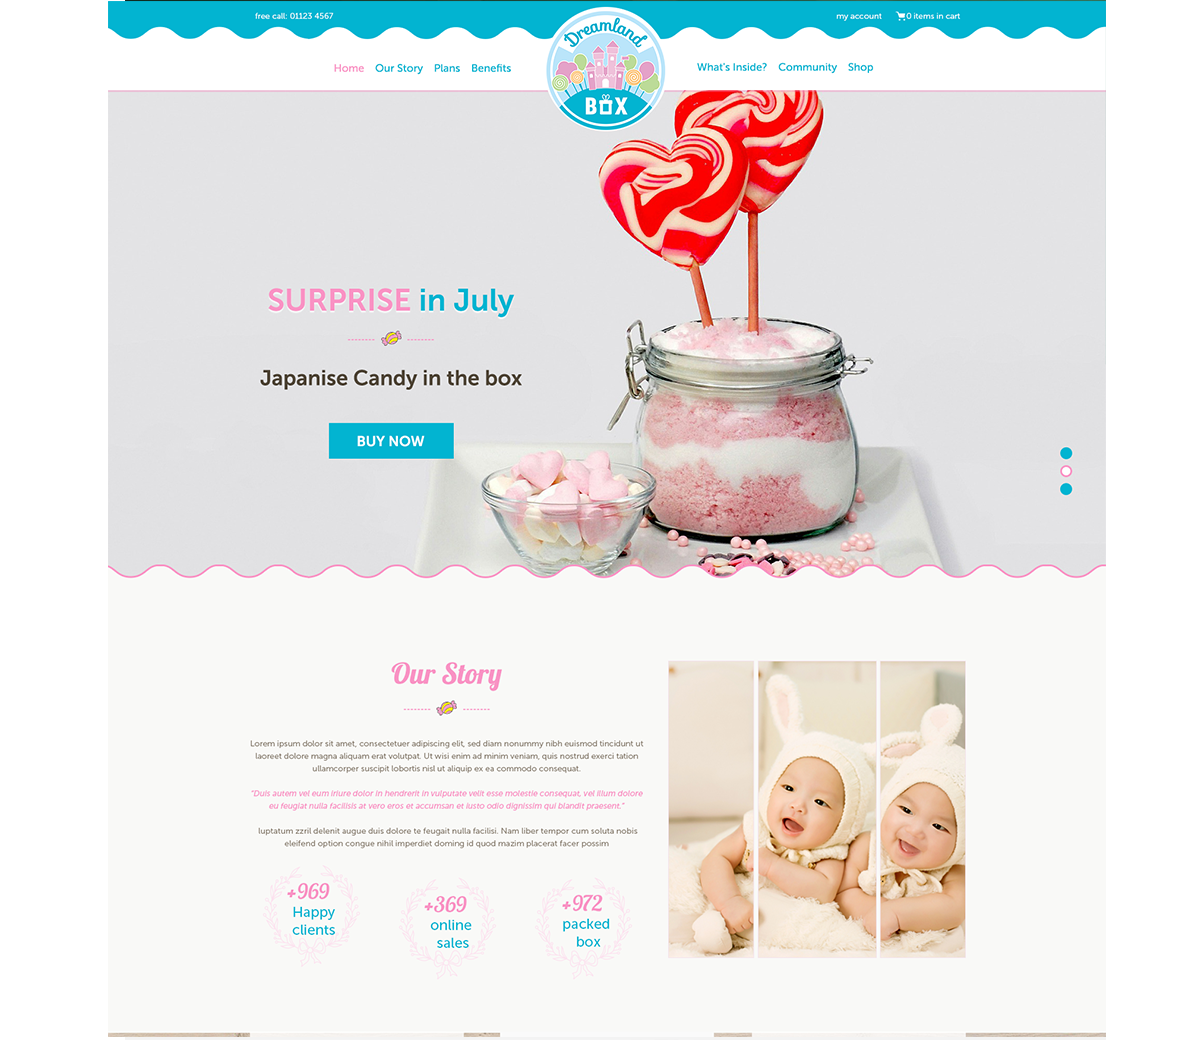 free call: 01123 4567
my account
0 items in cart
Dreamland
BOX
Home
Our Story
Plans
Benefits
What's Inside?
Community
Shop
SURPRISE in July
Japanise Candy in the box
BUY NOW
Our Story
Lorem ipsum dolor sit amet, consectetuer adipiscing elit, sed diam nonummy nibh euismod tincidunt ut
laoreet dolore magna aliquam erat volutpat. Ut wisi enim ad minim veniam, quis nostrud exerci tation
ullamcorper suscipit lobortis nisl ut aliquip ex ea commodo consequat.
"Duis autem vel eum iriure dolor in hendrerit in vulputate velit esse molestie consequat, vel illum dolore
eu feugiat nulla facilisis at vero eros et accumsan et iusto odio dignissim qui blandit praesent."
luptatum zzril delenit augue duis dolore te feugait nulla facilisi. Nam liber tempor cum soluta nobis
eleifend option congue nihil imperdiet doming id quod mazim placerat facer possim
+969
Happy
clients
+369
online
sales
+972
packed
box